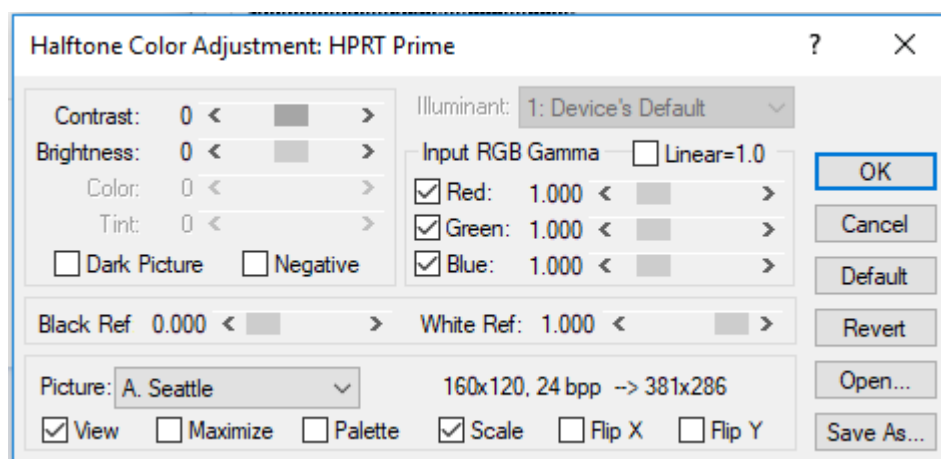 Halftone Color Adjustment: HPRT Prime ?
Contrast: 0
Brightness: 0
Color: 0
Tint: 0
Dark Picture Negative
Illuminant: 1: Device's Default
Input RGB Gamma Linear=1.0
Red: 1.000
Green: 1.000
Blue: 1.000
Black Ref 0.000
White Ref: 1.000
Picture: A. Seattle
160x120, 24 bpp --> 381x286
View Maximize Palette Scale Flip X Flip Y
OK
Cancel
Default
Revert
Open...
Save As...